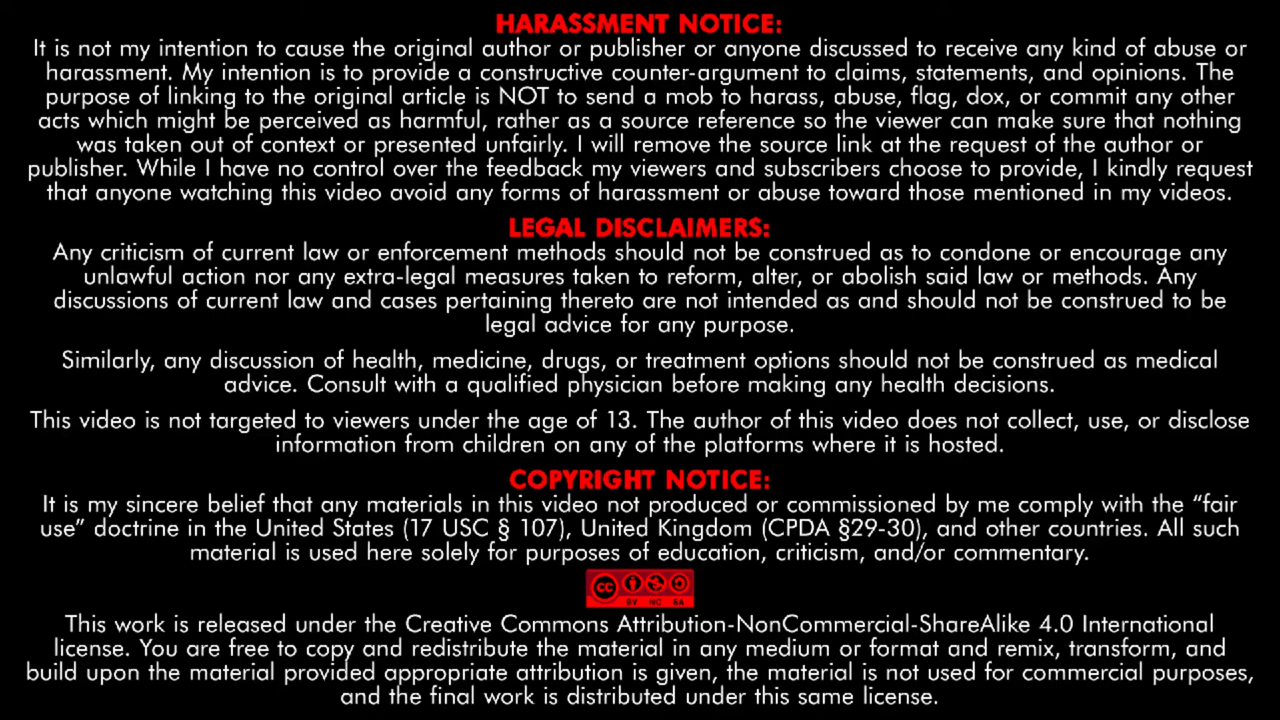 HARASSMENT NOTICE:
It is not my intention to cause the original author or publisher or anyone discussed to receive any kind of abuse or
harassment. My intention is to provide a constructive counter-argument to claims, statements, and opinions. The
purpose of linking to the original article is NOT to send a mob to harass, abuse, flag, dox, or commit any other
acts which might be perceived as harmful, rather as a source reference so the viewer can make sure that nothing
was taken out of context or presented unfairly. I will remove the source link at the request of the author or
publisher. While I have no control over the feedback my viewers and subscribers choose to provide, I kindly request
that anyone watching this video avoid any forms of harassment or abuse toward those mentioned in my videos.
LEGAL DISCLAIMERS:
Any criticism of current law or enforcement methods should not be construed as to condone or encourage any
unlawful action nor any extra-legal measures taken to reform, alter, or abolish said law or methods. Any
discussions of current law and cases pertaining thereto are not intended as and should not be construed to be
legal advice for any purpose.
Similarly, any discussion of health, medicine, drugs, or treatment options should not be construed as medical
advice. Consult with a qualified physician before making any health decisions.
This video is not targeted to viewers under the age of 13. The author of this video does not collect, use, or disclose
information from children on any of the platforms where it is hosted.
COPYRIGHT NOTICE:
It is my sincere belief that any materials in this video not produced or commissioned by me comply with the “fair
use” doctrine in the United States (17 USC § 107), United Kingdom (CPDA §29-30), and other countries. All such
material is used here solely for purposes of education, criticism, and/or commentary.
cc
BY NC SA
This work is released under the Creative Commons Attribution-NonCommercial-ShareAlike 4.0 International
license. You are free to copy and redistribute the material in any medium or format and remix, transform, and
build upon the material provided appropriate attribution is given, the material is not used for commercial purposes,
and the final work is distributed under this same license.